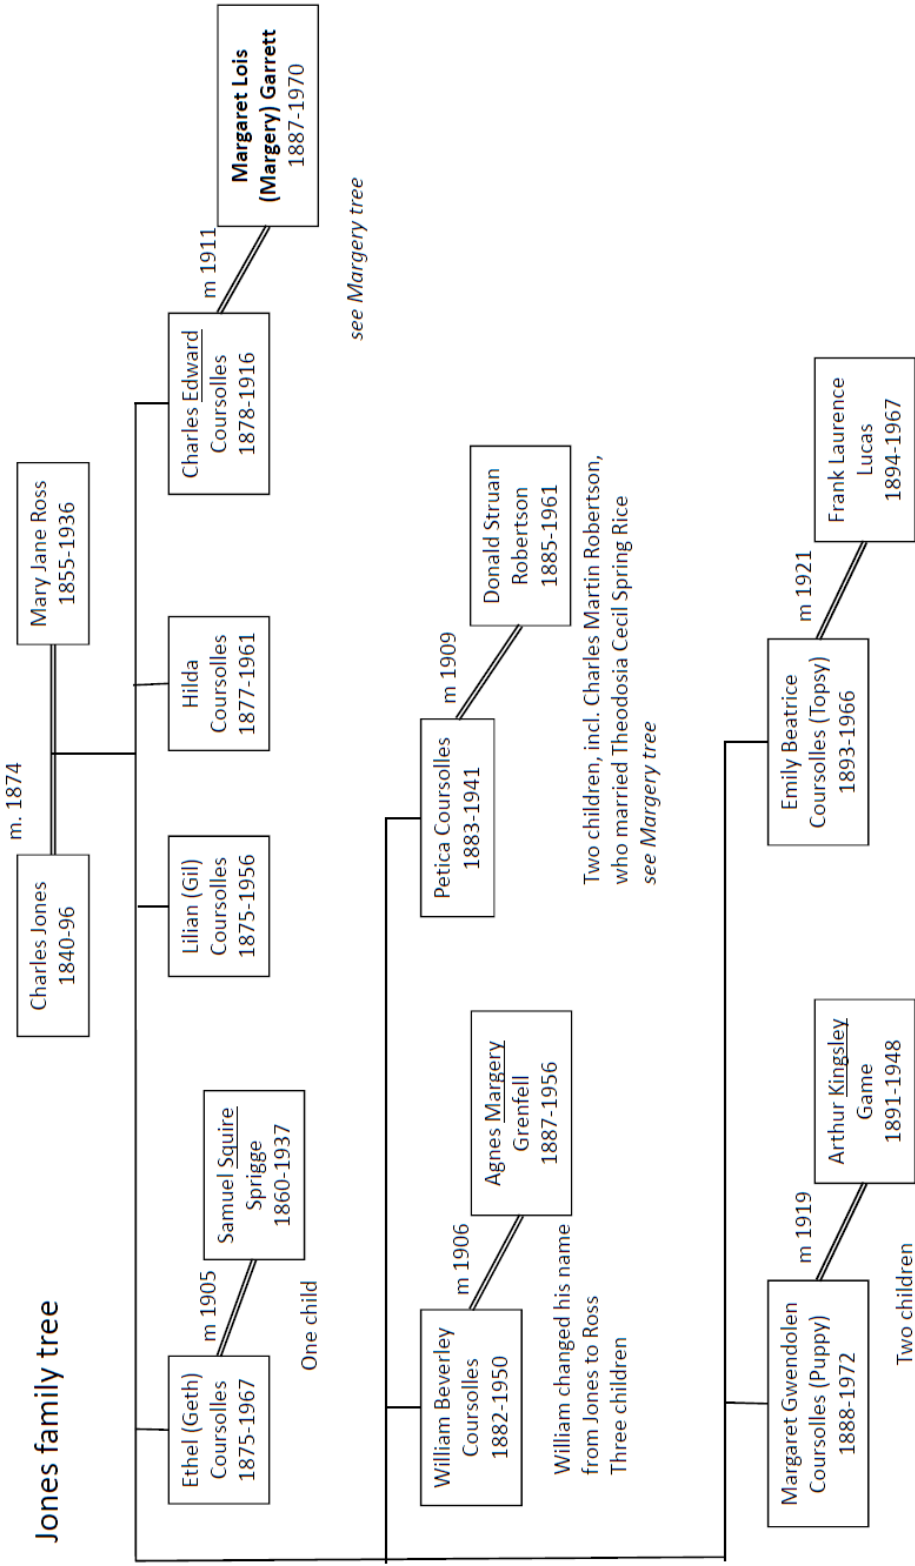 Jones family tree
m. 1874
Charles Jones
1840-96
Mary Jane Ross
1855-1936
Ethel (Geth)
Coursolles
1875-1967
m 1905
Samuel Squire
Sprigge
1860-1937
One child
Lilian (Gil)
Coursolles
1875-1956
Hilda
Coursolles
1877-1961
Charles Edward
Coursolles
1878-1916
m 1911
Margaret Lois
(Margery) Garrett
1887-1970
see Margery tree
William Beverley
Coursolles
1882-1950
m 1906
Agnes Margery
Grenfell
1887-1956
William changed his name
from Jones to Ross
Three children
Petica Coursolles
1883-1941
m 1909
Donald Struan
Robertson
1885-1961
Two children, incl. Charles Martin Robertson,
who married Theodosia Cecil Spring Rice
see Margery tree
Margaret Gwendolen
Coursolles (Puppy)
1888-1972
m 1919
Arthur Kingsley
Game
1891-1948
Two children
Emily Beatrice
Coursolles (Topsy)
1893-1966
m 1921
Frank Laurence
Lucas
1894-1967